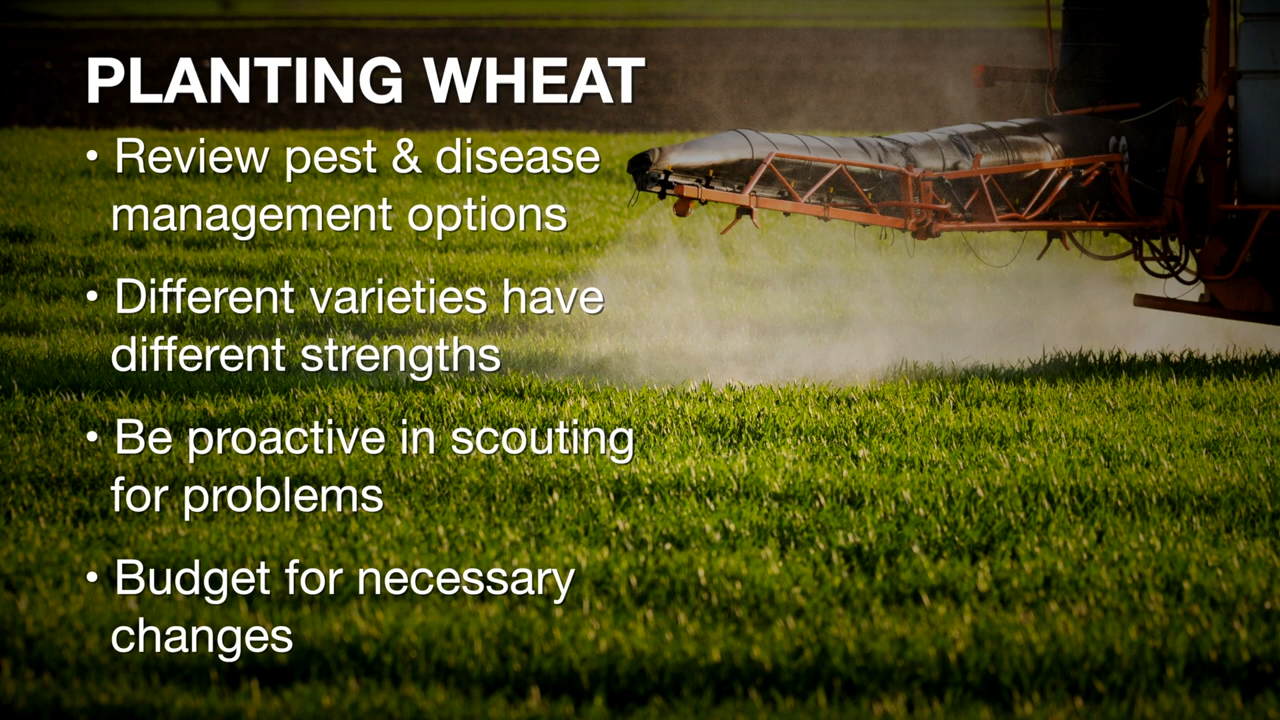 PLANTING WHEAT
• Review pest & disease
management options
• Different varieties have
different strengths
• Be proactive in scouting
for problems
• Budget for necessary
changes